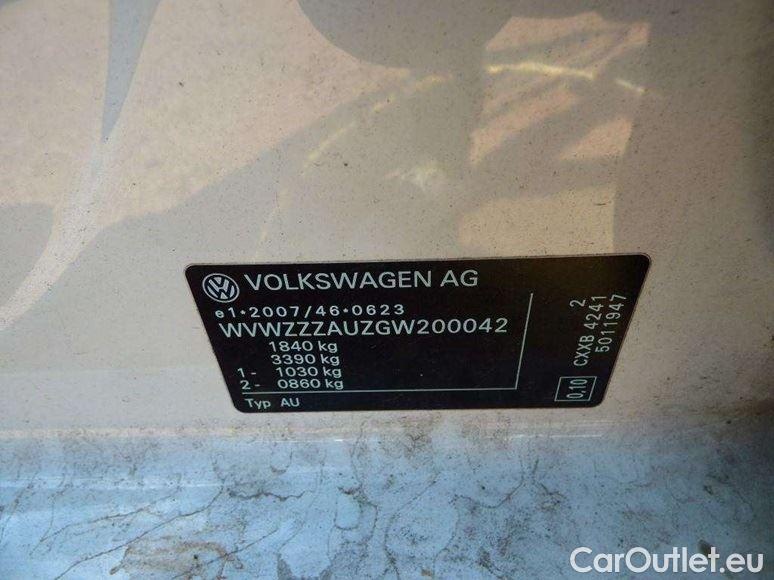 VOLKSWAGEN AG
e1*2007/46*0623
WVWZZZAUZGW200042
1840 kg
3390 kg
1 - 1030 kg
2 - 0860 kg
Typ AU
0,10
CXXB 4241 2
5011947
CarOutlet.eu